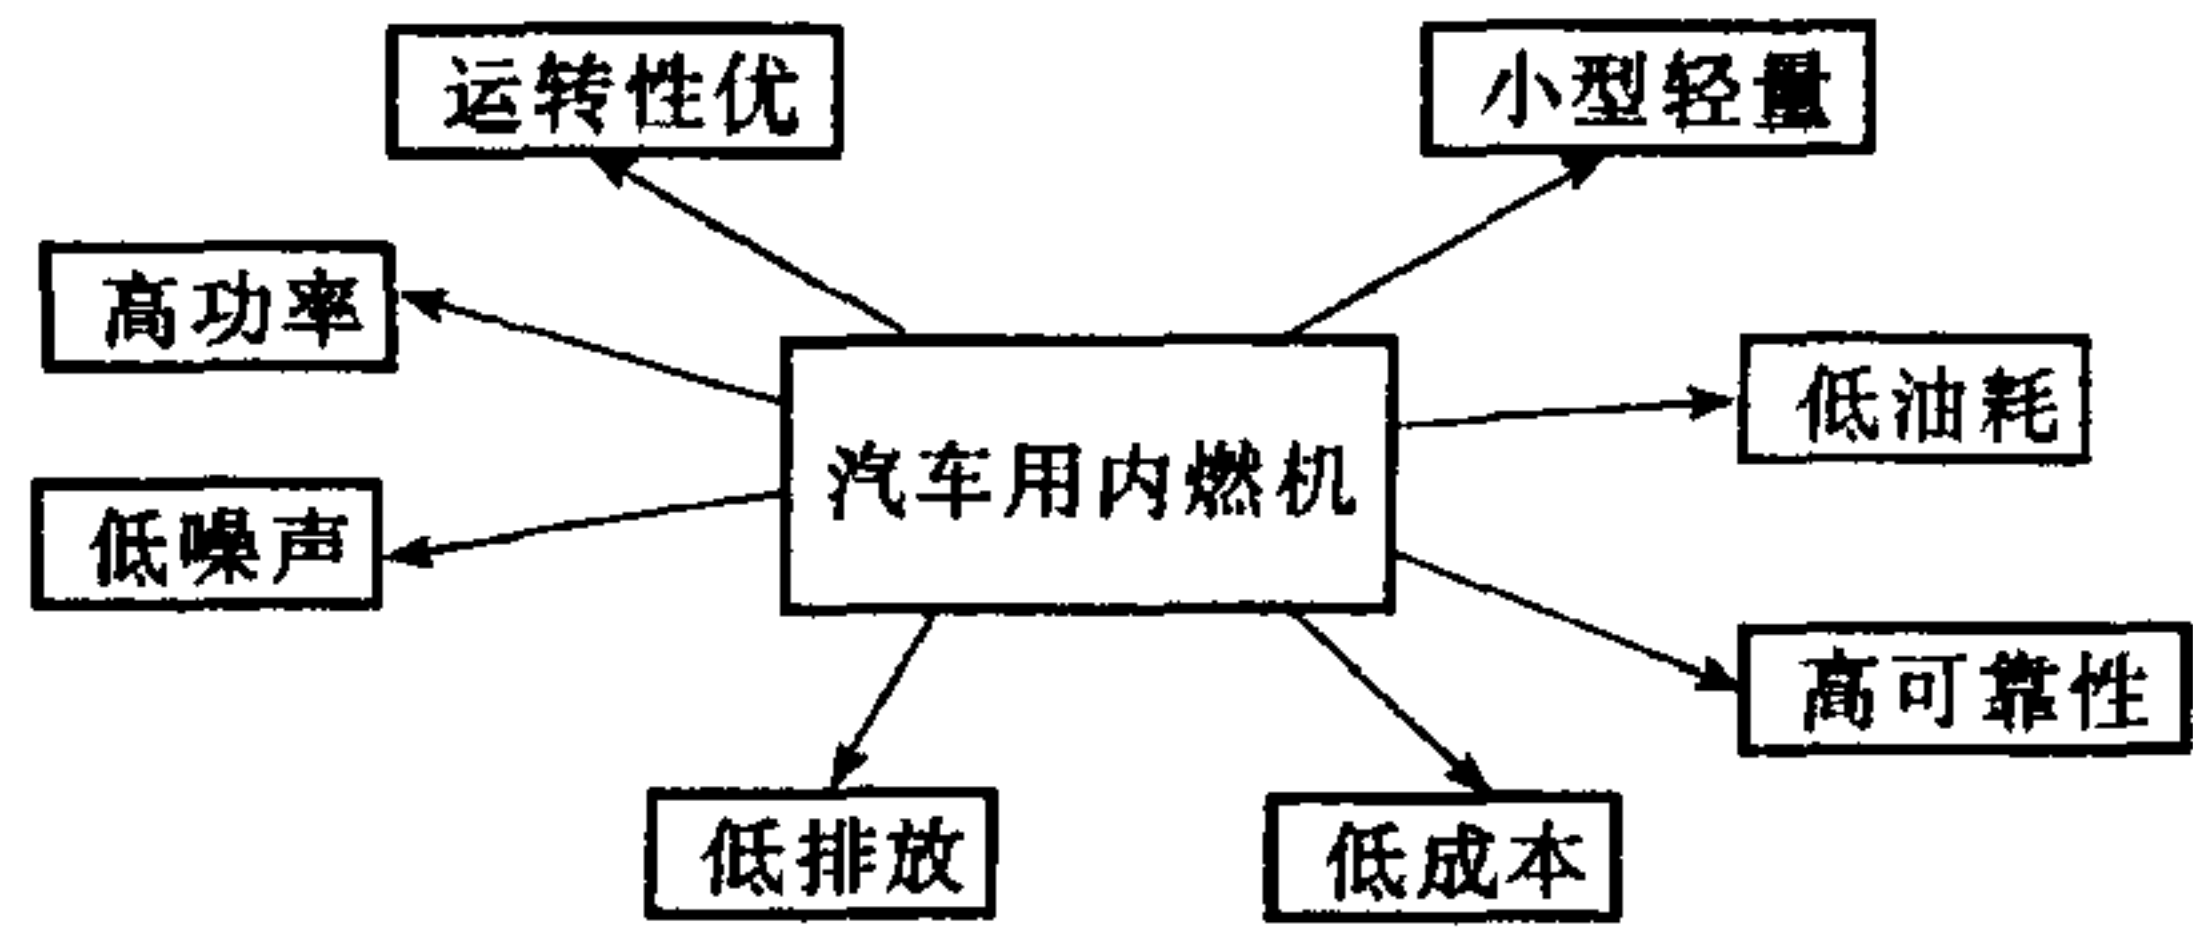 运转性优
小型轻量
高功率
低油耗
汽车用内燃机
低噪声
高可靠性
低排放
低成本